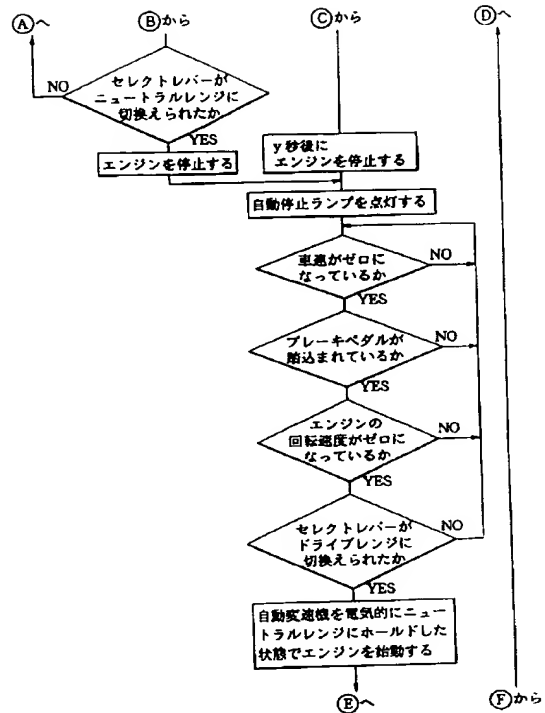 Ⓐへ
Ⓑから
Ⓒから
Ⓓへ
セレクトレバーが
ニュートラルレンジに
切換えられたか
NO
YES
エンジンを停止する
y秒後に
エンジンを停止する
自動停止ランプを点灯する
車速がゼロに
なっているか
NO
YES
ブレーキペダルが
踏込まれているか
NO
YES
エンジンの
回転速度がゼロに
なっているか
NO
YES
セレクトレバーが
ドライブレンジに
切換えられたか
NO
YES
自動変速機を電気的にニュー
トラルレンジにホールドした
状態でエンジンを始動する
Ⓔへ
Ⓕから